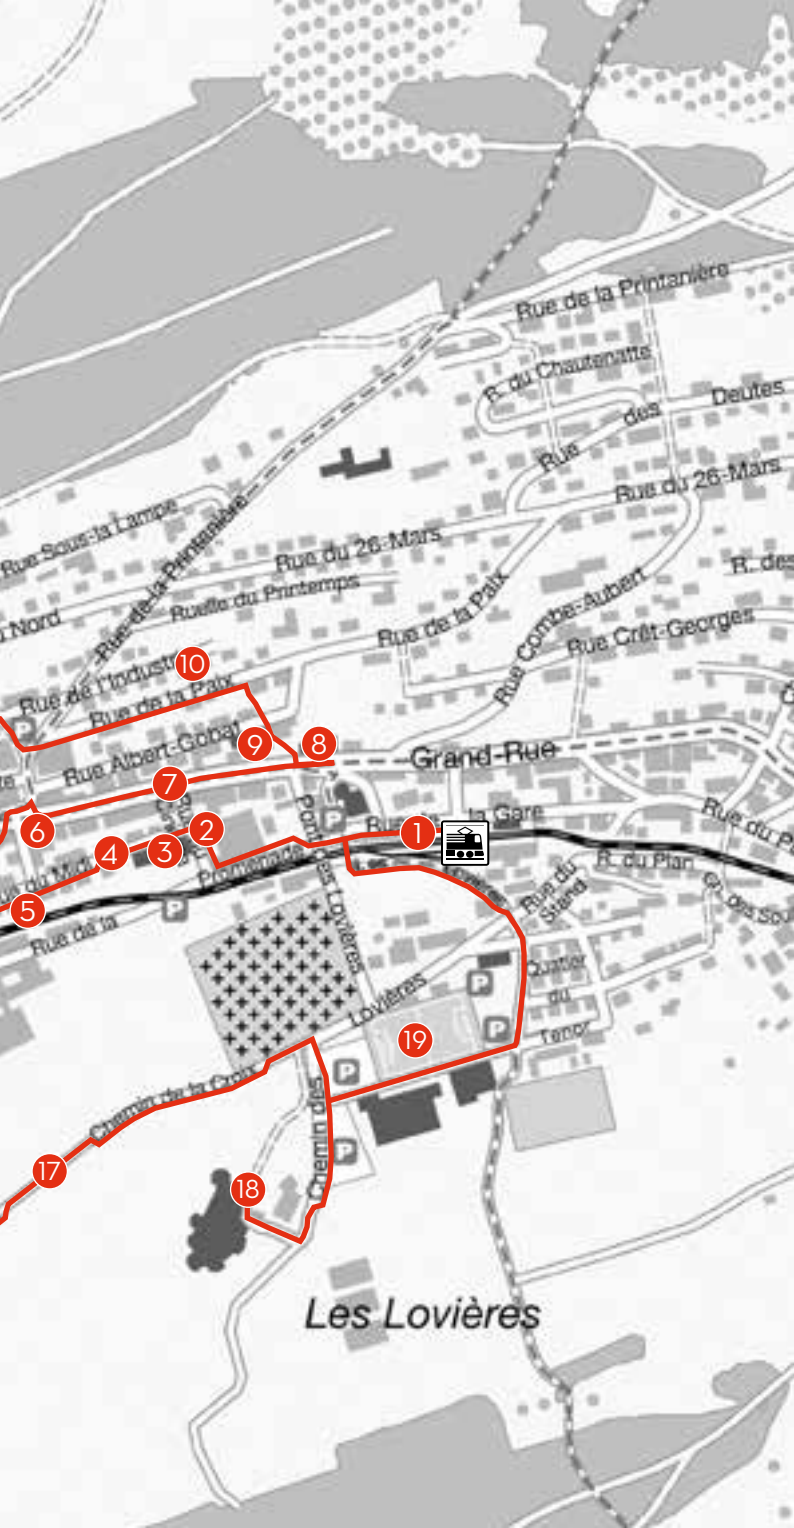 Rue de la Printanière
R. du Chautenatte
Deutes
des
Rue
Rue du 26-Mars
Rue Sous-la Lampe
Rue du 26-Mars
R. des
Rue de la Printanière
Ruelle du Printemps
Nord
Rue de la Paix
Rue Combe-Aubert
Rue Crêt-Georges
10
Rue de l'Industrie
Rue de la Paix
P
Rue Albert-Gobat
9
8
Grand-Rue
7
6
P
2
1
la Gare
Rue du
4
3
R. du Plan
Promenade
Pont des Lovières
Rue du
Stand
5
P
Rue de la
Lovières
P
Quatier
du
Tenor
P
19
P
Chemin de la Croix
Chemin des
P
17
18
Les Lovières